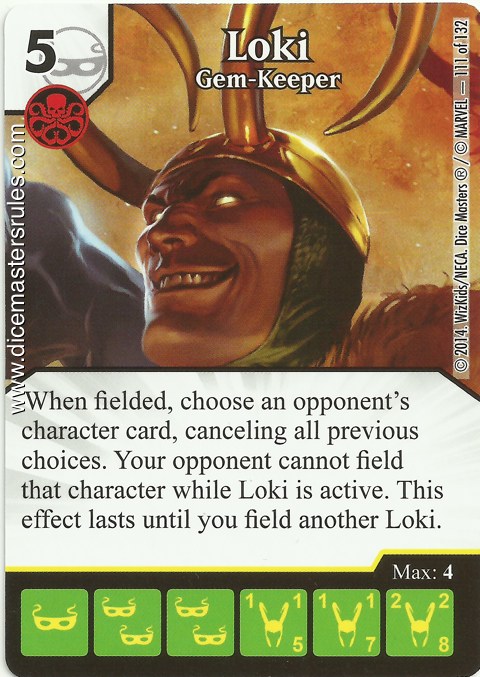 5
Loki
Gem-Keeper
www.dicemastersrules.com
© 2014. WizKids/NECA. Dice Masters ® / © MARVEL — 111 of 132
When fielded, choose an opponent's
character card, canceling all previous
choices. Your opponent cannot field
that character while Loki is active. This
effect lasts until you field another Loki.
Max: 4
1 1 5
1 1 7
2 2 8